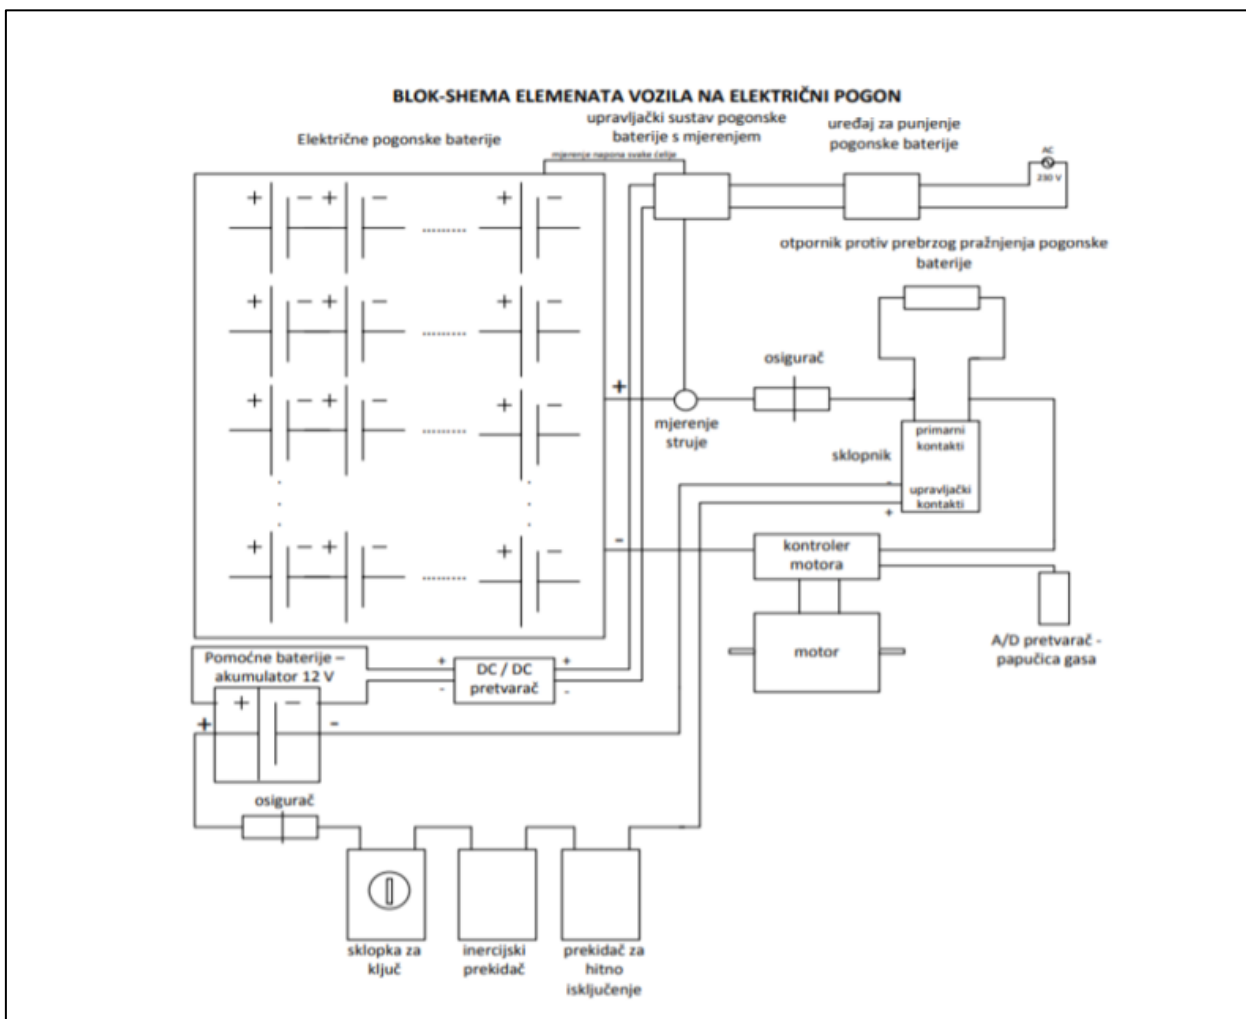 BLOK-SHEMA ELEMENATA VOZILA NA ELEKTRIČNI POGON
Električne pogonske baterije
upravljački sustav pogonske
baterije s mjerenjem
uređaj za punjenje
pogonske baterije
mjerenje napona svake ćelije
AC
230 V
+ — + — ......... + —
otpornik protiv prebrzog pražnjenja pogonske
baterije
+ — + — ......... + —
osigurač
+
mjerenje
struje
+ — + — ......... + —
primarni
kontakti
sklopnik
-
upravljački
kontakti
+
-
kontroler
motora
+ — + — ......... + —
A/D pretvarač -
papučica gasa
motor
Pomoćne baterije –
akumulator 12 V
+
-
DC / DC
pretvarač
+
-
+ —
+
-
osigurač
sklopka za
ključ
inercijski
prekidač
prekidač za
hitno
isključenje